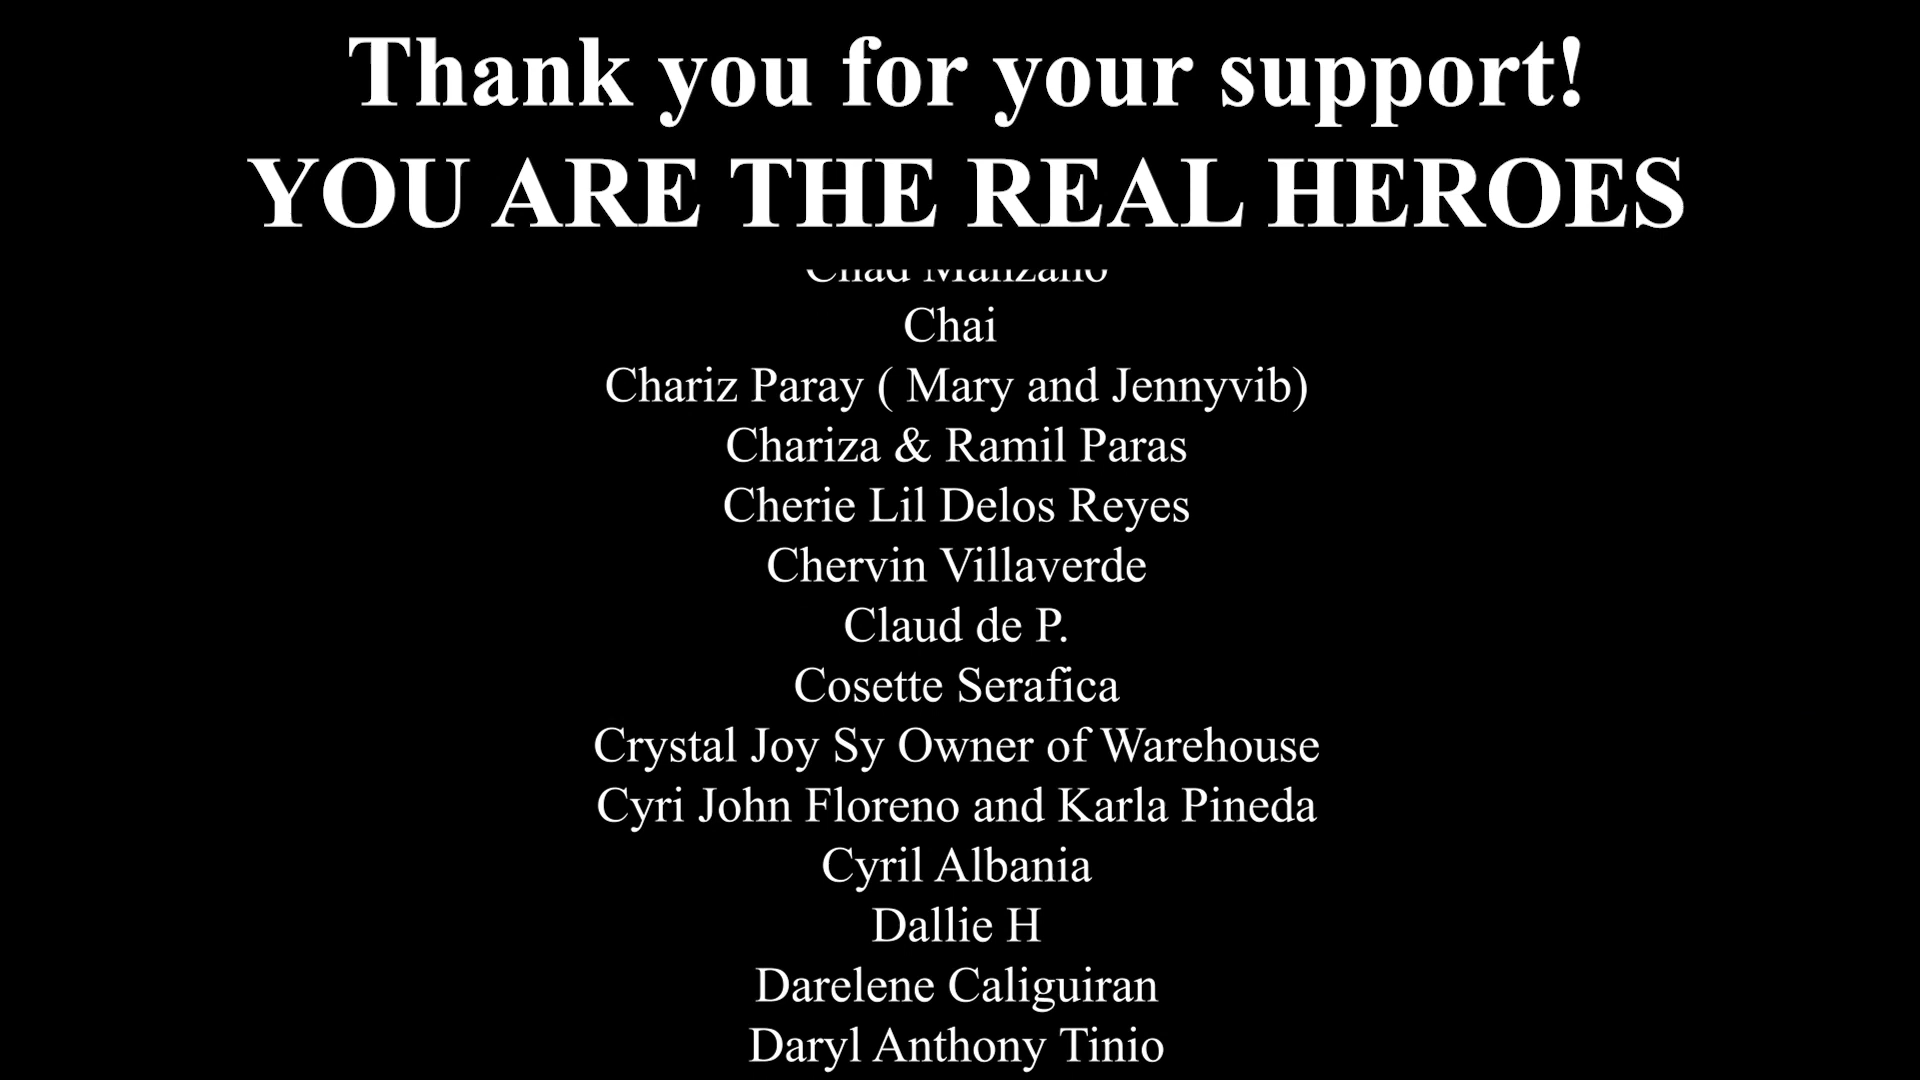 Thank you for your support!
YOU ARE THE REAL HEROES
Chad Manzano
Chai
Chariz Paray ( Mary and Jennyvib)
Chariza & Ramil Paras
Cherie Lil Delos Reyes
Chervin Villaverde
Claud de P.
Cosette Serafica
Crystal Joy Sy Owner of Warehouse
Cyri John Floreno and Karla Pineda
Cyril Albania
Dallie H
Darelene Caliguiran
Daryl Anthony Tinio